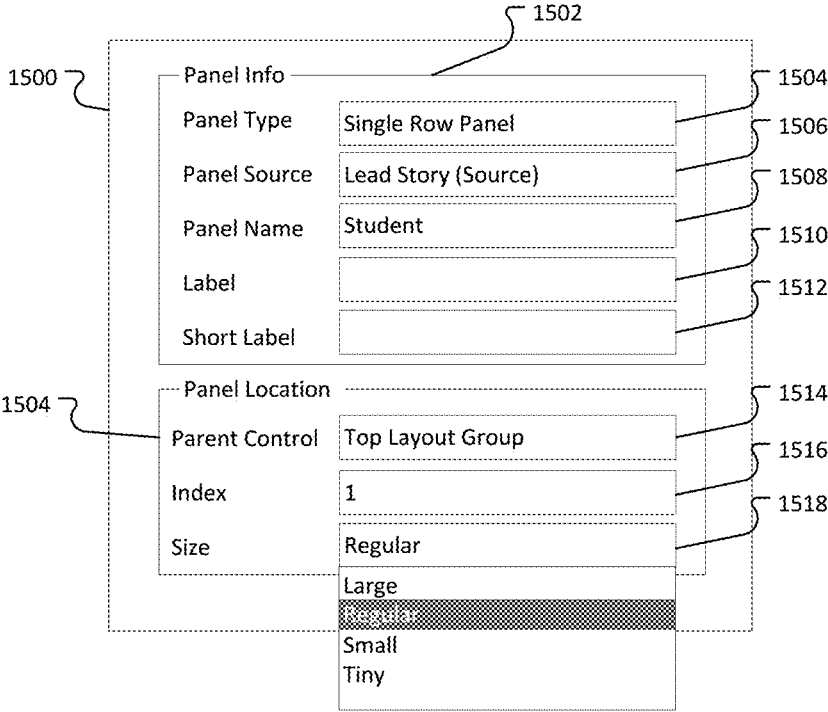 1502
1500
Panel Info
1504
Panel Type Single Row Panel
1506
Panel Source Lead Story (Source)
1508
Panel Name Student
1510
Label
1512
Short Label
Panel Location
1504
1514
Parent Control Top Layout Group
1516
Index 1
1518
Size Regular
Large
Regular
Small
Tiny